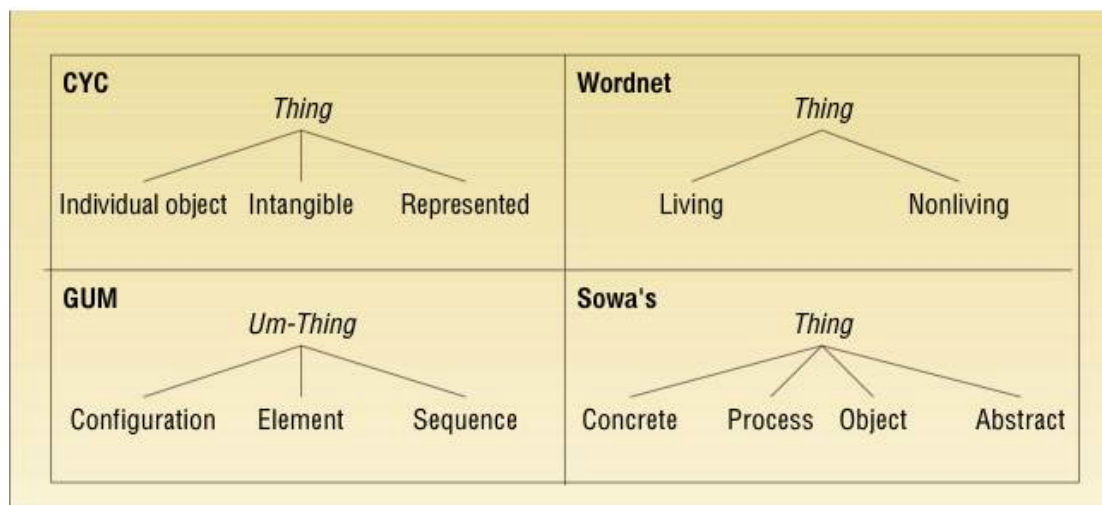 CYC
Thing
Individual object Intangible Represented
Wordnet
Thing
Living Nonliving
GUM
Um-Thing
Configuration Element Sequence
Sowa's
Thing
Concrete Process Object Abstract